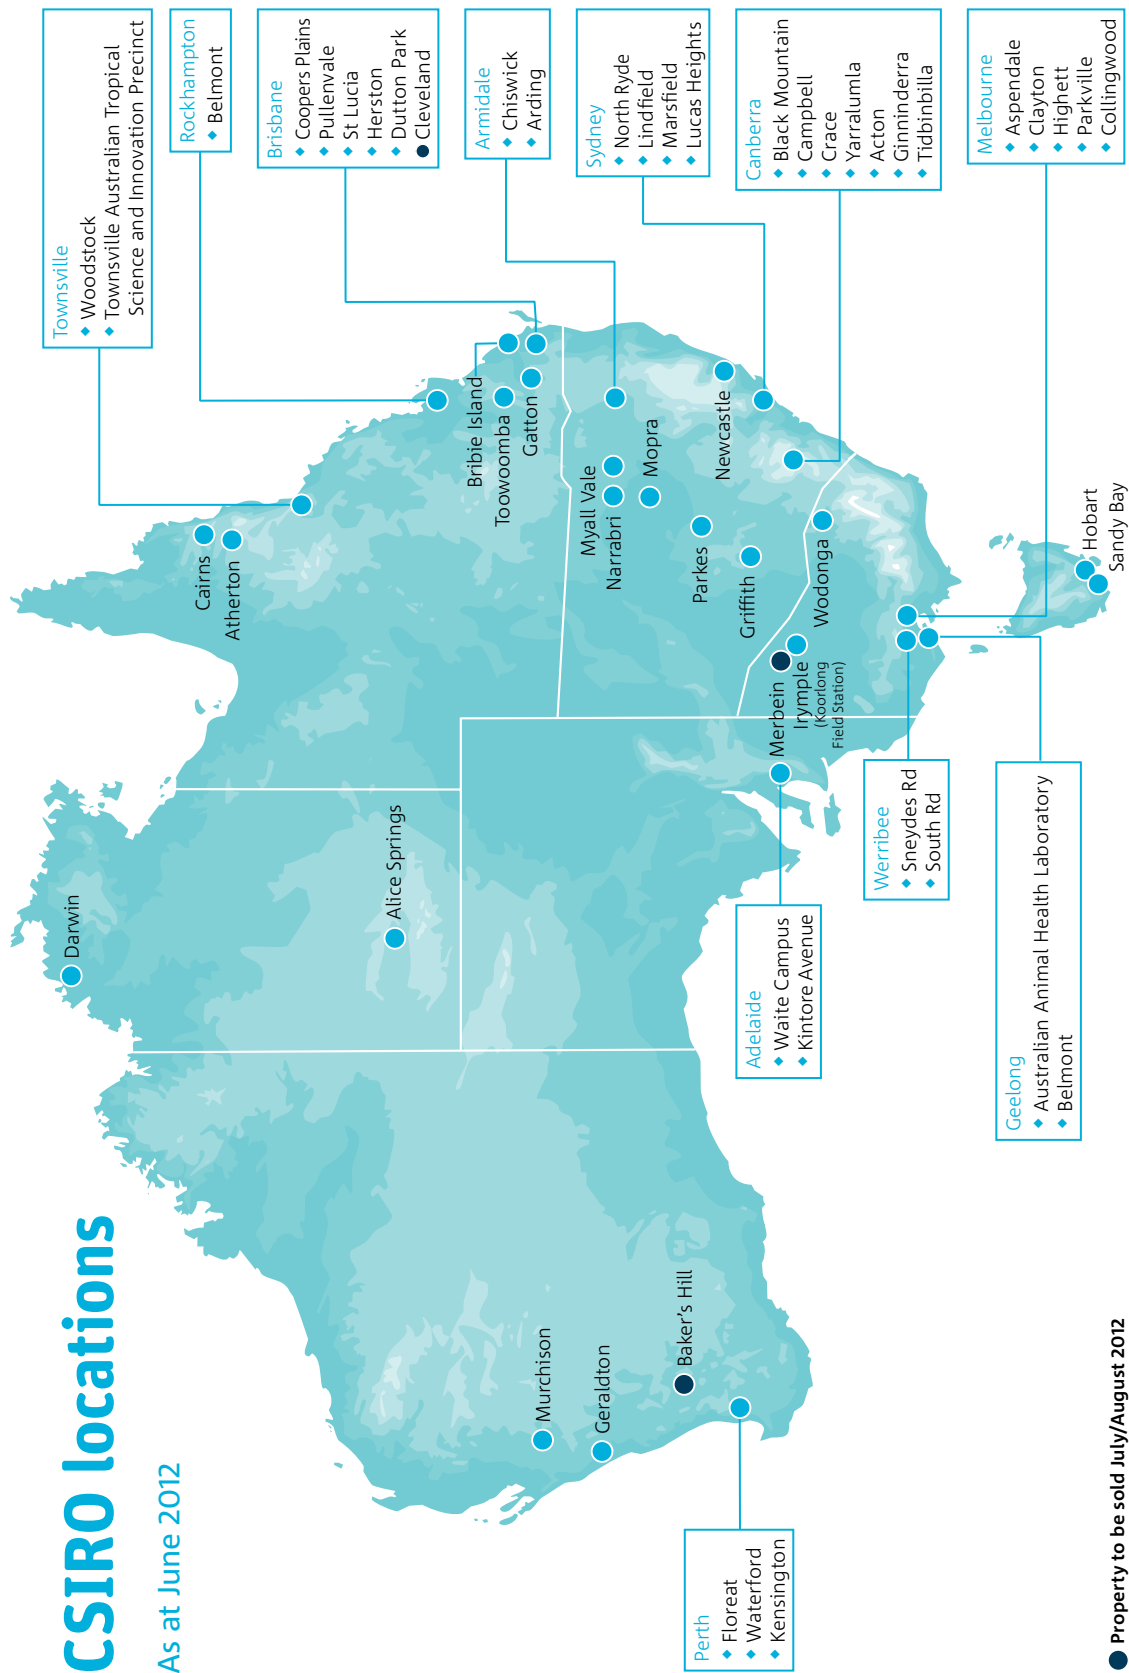 CSIRO locations
As at June 2012
Darwin
Alice Springs
Cairns
Atherton
Townsville
Woodstock
Townsville Australian Tropical
Science and Innovation Precinct
Rockhampton
Belmont
Brisbane
Coopers Plains
Pullenvale
St Lucia
Herston
Dutton Park
Cleveland
Armidale
Chiswick
Arding
Sydney
North Ryde
Lindfield
Marsfield
Lucas Heights
Canberra
Black Mountain
Campbell
Crace
Yarralumla
Acton
Ginninderra
Tidbinbilla
Melbourne
Aspendale
Clayton
Highett
Parkville
Collingwood
Bribie Island
Toowoomba
Gatton
Myall Vale
Narrabri
Mopra
Parkes
Newcastle
Griffith
Wodonga
Merbein
Irymple
(Koorlong
Field Station)
Hobart
Sandy Bay
Murchison
Geraldton
Baker's Hill
Perth
Floreat
Waterford
Kensington
Adelaide
Waite Campus
Kintore Avenue
Werribee
Sneydes Rd
South Rd
Geelong
Australian Animal Health Laboratory
Belmont
Property to be sold July/August 2012